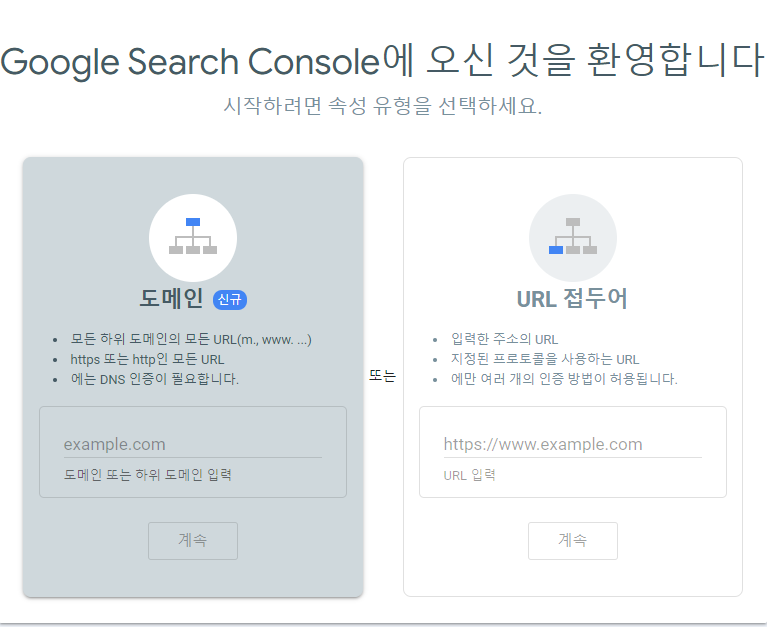 Google Search Console에 오신 것을 환영합니다
시작하려면 속성 유형을 선택하세요.
도메인 신규
모든 하위 도메인의 모든 URL(m., www. ...)
https 또는 http인 모든 URL
에는 DNS 인증이 필요합니다.
example.com
도메인 또는 하위 도메인 입력
계속
또는
URL 접두어
입력한 주소의 URL
지정된 프로토콜을 사용하는 URL
에만 여러 개의 인증 방법이 허용됩니다.
https://www.example.com
URL 입력
계속